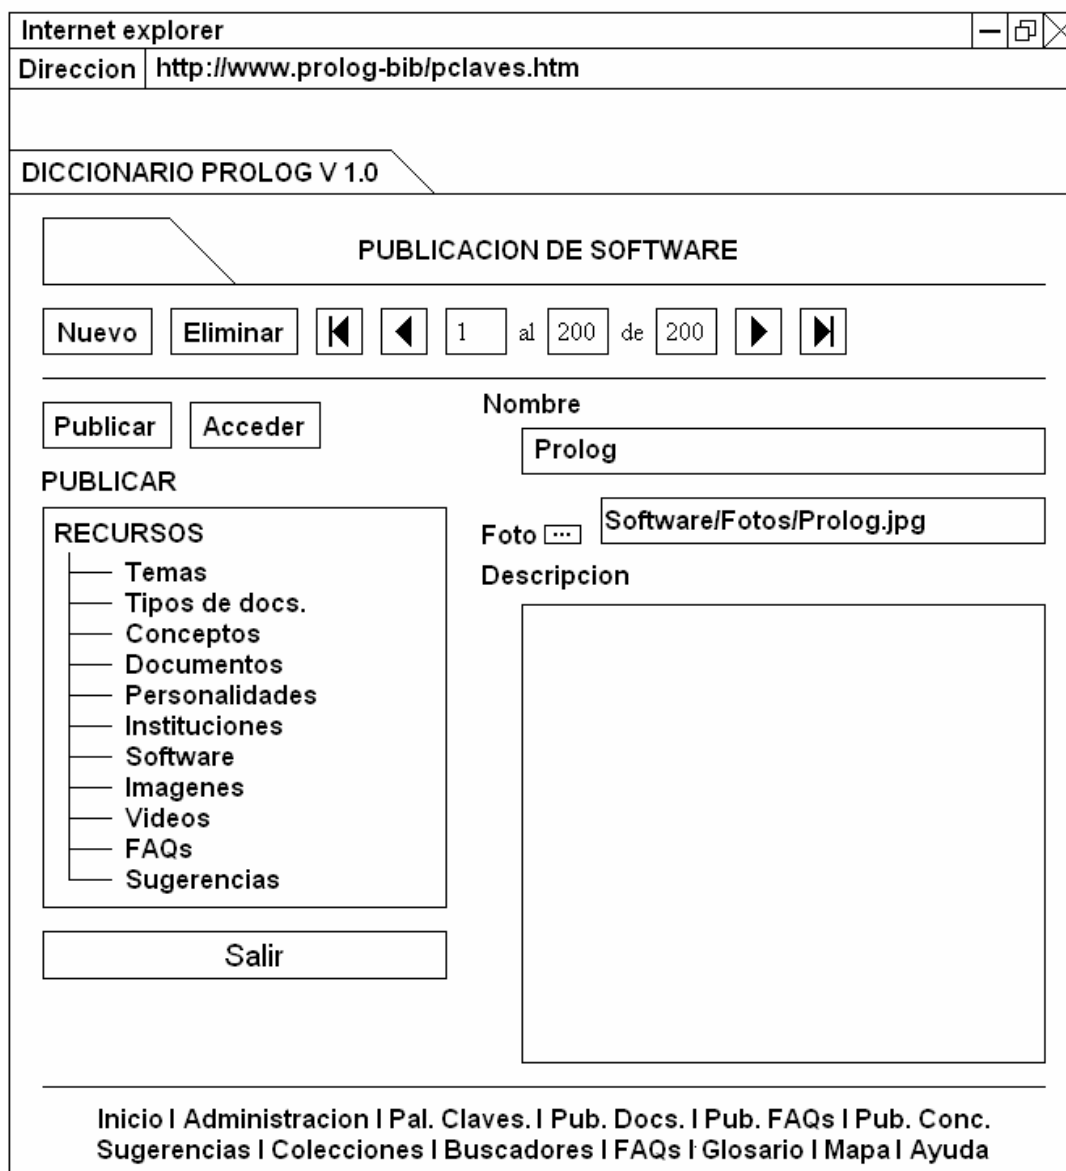 Internet explorer
Direccion http://www.prolog-bib/pclaves.htm
DICCIONARIO PROLOG V 1.0
PUBLICACION DE SOFTWARE
Nuevo Eliminar 1 al 200 de 200
Publicar Acceder
PUBLICAR
RECURSOS
Temas
Tipos de docs.
Conceptos
Documentos
Personalidades
Instituciones
Software
Imagenes
Videos
FAQs
Sugerencias
Salir
Nombre
Prolog
Foto ... Software/Fotos/Prolog.jpg
Descripcion
Inicio I Administracion I Pal. Claves. I Pub. Docs. I Pub. FAQs I Pub. Conc.
Sugerencias I Colecciones I Buscadores I FAQs I Glosario I Mapa I Ayuda